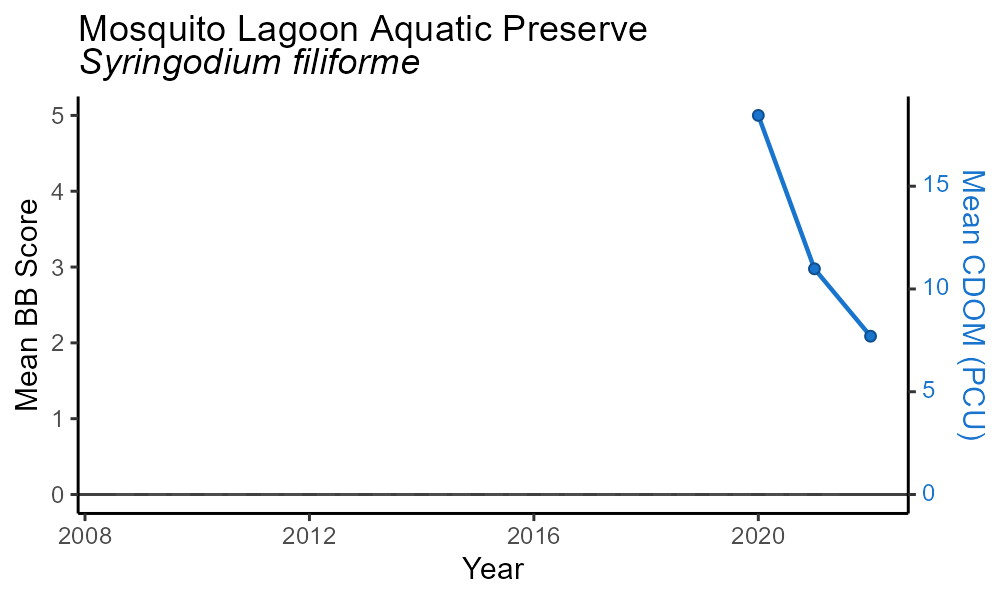 Mosquito Lagoon Aquatic Preserve
Syringodium filiforme
Mean BB Score
5
4
3
2
1
0
15
10
5
0
Mean CDOM (PCU)
2008 2012 2016 2020
Year